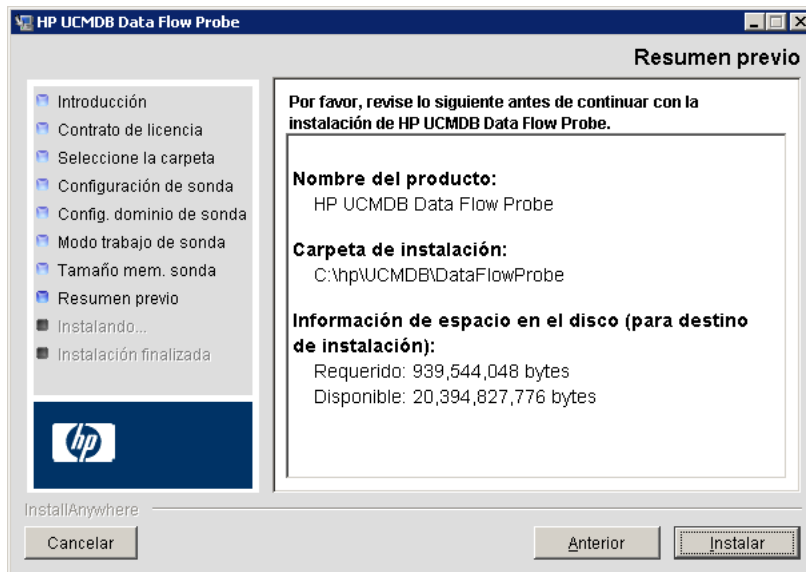 HP UCMDB Data Flow Probe
Resumen previo
Introducción
Contrato de licencia
Seleccione la carpeta
Configuración de sonda
Config. dominio de sonda
Modo trabajo de sonda
Tamaño mem. sonda
Resumen previo
Instalando...
Instalación finalizada
hp
Por favor, revise lo siguiente antes de continuar con la
instalación de HP UCMDB Data Flow Probe.
Nombre del producto:
HP UCMDB Data Flow Probe
Carpeta de instalación:
C:\hp\UCMDB\DataFlowProbe
Información de espacio en el disco (para destino
de instalación):
Requerido: 939,544,048 bytes
Disponible: 20,394,827,776 bytes
InstallAnywhere
Cancelar
Anterior
Instalar